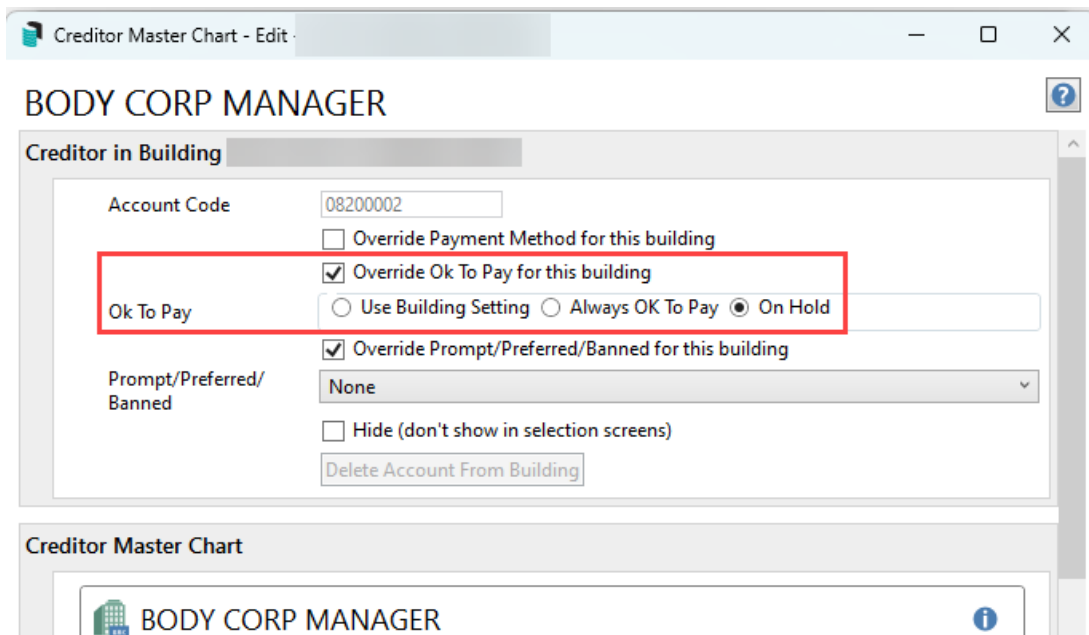 Creditor Master Chart - Edit -
BODY CORP MANAGER
Creditor in Building
Account Code 08200002
Override Payment Method for this building
Override Ok To Pay for this building
Ok To Pay Use Building Setting Always OK To Pay On Hold
Override Prompt/Preferred/Banned for this building
Prompt/Preferred/
Banned
None
Hide (don't show in selection screens)
Delete Account From Building
Creditor Master Chart
BODY CORP MANAGER